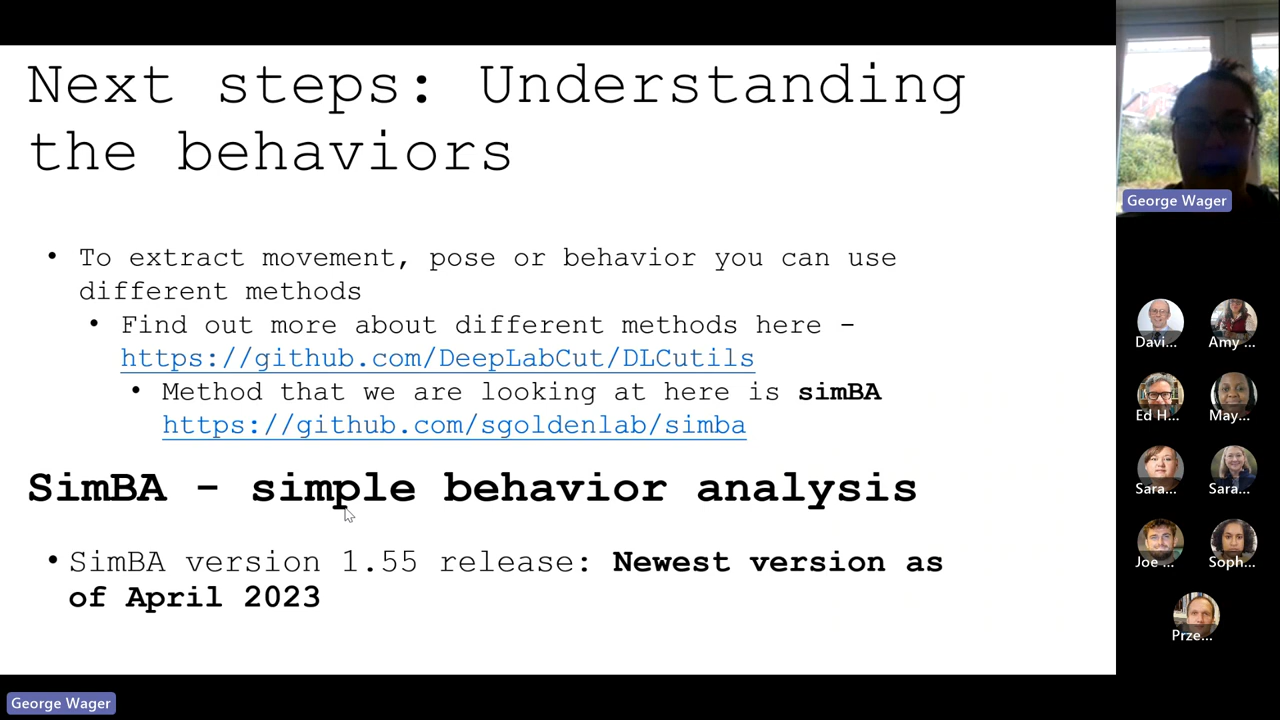 Next steps: Understanding
the behaviors
• To extract movement, pose or behavior you can use
different methods
• Find out more about different methods here -
https://github.com/DeepLabCut/DLCutils
• Method that we are looking at here is simBA
https://github.com/sgoldenlab/simba
SimBA - simple behavior analysis
• SimBA version 1.55 release: Newest version as
of April 2023
George Wager
Davi...
Amy ...
Ed H...
May...
Sara...
Sara...
Joe ...
Soph...
Prze...
George Wager